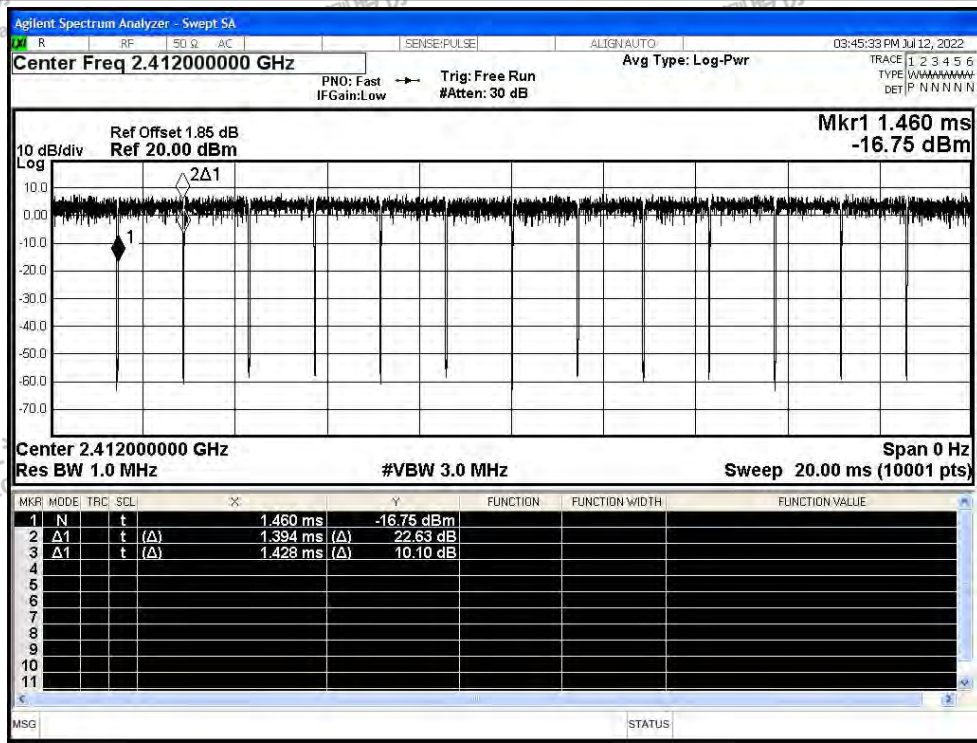 Agilent Spectrum Analyzer - Swept SA
LXI R RF 50 Ω AC SENSE:PULSE ALIGNAUTO 03:45:33 PM Jul 12, 2022
Center Freq 2.412000000 GHz
Avg Type: Log-Pwr
TRACE 1 2 3 4 5 6
PNO: Fast Trig: Free Run
TYPE WWWWWW
IFGain:Low #Atten: 30 dB
DET P N N N N N
Mkr1 1.460 ms
-16.75 dBm
Ref Offset 1.85 dB
10 dB/div Ref 20.00 dBm
Log
2Δ1
10.0
0.00
1
-10.0
-20.0
-30.0
-40.0
-50.0
-60.0
-70.0
Center 2.412000000 GHz Span 0 Hz
Res BW 1.0 MHz #VBW 3.0 MHz Sweep 20.00 ms (10001 pts)
MKR MODE TRC SCL X Y FUNCTION FUNCTION WIDTH FUNCTION VALUE
1 N t 1.460 ms -16.75 dBm
2 Δ1 t (Δ) 1.394 ms (Δ) 22.63 dB
3 Δ1 t (Δ) 1.428 ms (Δ) 10.10 dB
4
5
6
7
8
9
10
11
MSG STATUS